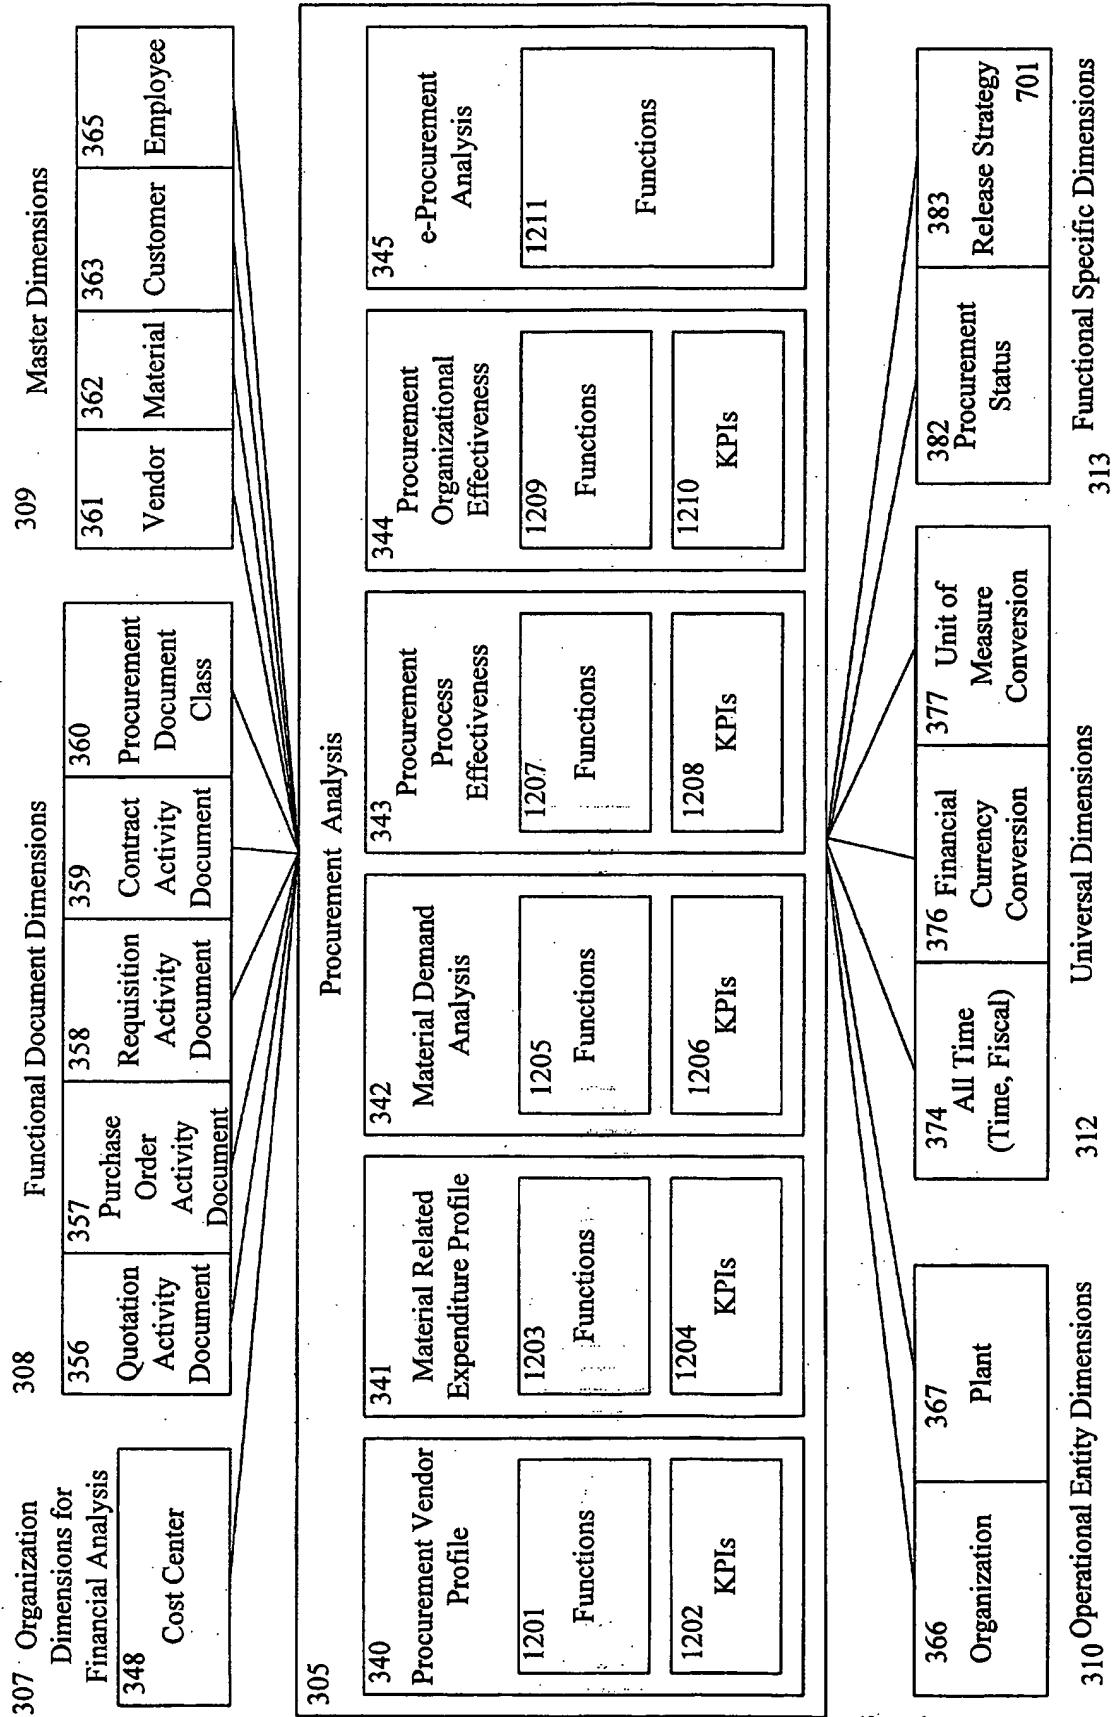 307 Organization
Dimensions for
Financial Analysis
348
Cost Center
308
Functional Document Dimensions
356
Quotation
Activity
Document
357
Purchase
Order
Activity
Document
358
Requisition
Activity
Document
359
Contract
Activity
Document
360
Procurement
Document
Class
309
Master Dimensions
361
Vendor
362
Material
363
Customer
365
Employee
305
Procurement Analysis
340
Procurement Vendor
Profile
1201
Functions
1202
KPIs
341
Material Related
Expenditure Profile
1203
Functions
1204
KPIs
342
Material Demand
Analysis
1205
Functions
1206
KPIs
343
Procurement
Process
Effectiveness
1207
Functions
1208
KPIs
344
Procurement
Organizational
Effectiveness
1209
Functions
1210
KPIs
345
e-Procurement
Analysis
1211
Functions
366
Organization
367
Plant
310 Operational Entity Dimensions
374
All Time
(Time, Fiscal)
376 Financial
Currency
Conversion
377 Unit of
Measure
Conversion
312
Universal Dimensions
382
Procurement
Status
383
Release Strategy
701
313
Functional Specific Dimensions